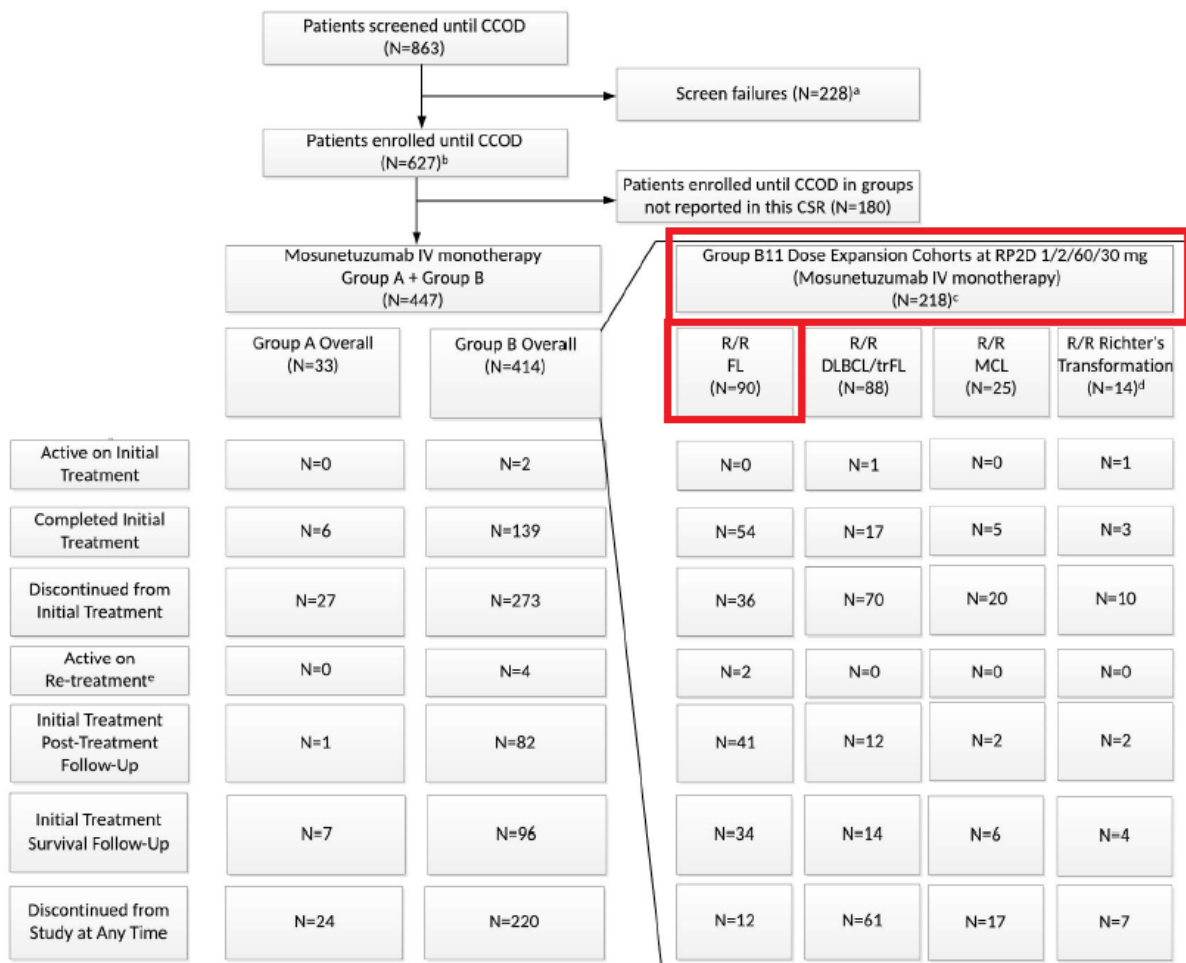 Patients screened until CCOD
(N=863)
Screen failures (N=228)ᵃ
Patients enrolled until CCOD
(N=627)ᵇ
Patients enrolled until CCOD in groups
not reported in this CSR (N=180)
Mosunetuzumab IV monotherapy
Group A + Group B
(N=447)
Group B11 Dose Expansion Cohorts at RP2D 1/2/60/30 mg
(Mosunetuzumab IV monotherapy)
(N=218)ᶜ
Group A Overall
(N=33)
Group B Overall
(N=414)
R/R
FL
(N=90)
R/R
DLBCL/trFL
(N=88)
R/R
MCL
(N=25)
R/R Richter's
Transformation
(N=14)ᵈ
Active on Initial
Treatment
N=0
N=2
N=0
N=1
N=0
N=1
Completed Initial
Treatment
N=6
N=139
N=54
N=17
N=5
N=3
Discontinued from
Initial Treatment
N=27
N=273
N=36
N=70
N=20
N=10
Active on
Re-treatmentᵉ
N=0
N=4
N=2
N=0
N=0
N=0
Initial Treatment
Post-Treatment
Follow-Up
N=1
N=82
N=41
N=12
N=2
N=2
Initial Treatment
Survival Follow-Up
N=7
N=96
N=34
N=14
N=6
N=4
Discontinued from
Study at Any Time
N=24
N=220
N=12
N=61
N=17
N=7